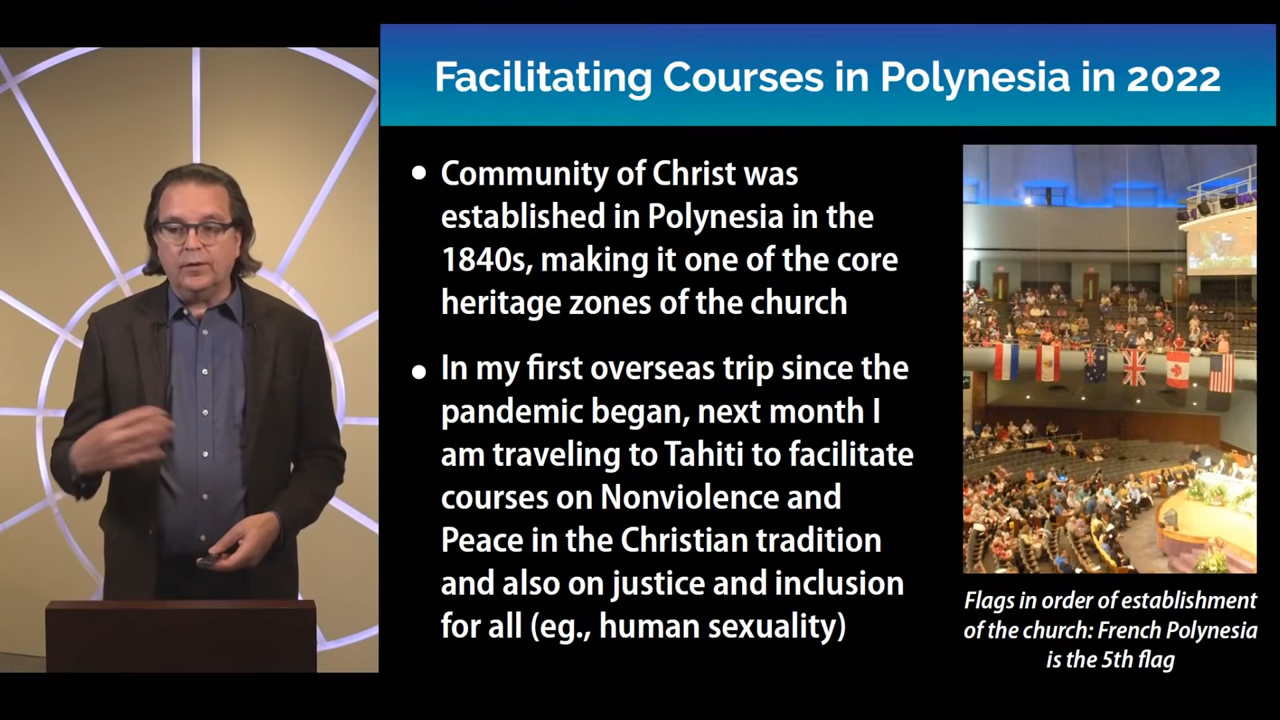 Facilitating Courses in Polynesia in 2022
• Community of Christ was
established in Polynesia in the
1840s, making it one of the core
heritage zones of the church
• In my first overseas trip since the
pandemic began, next month I
am traveling to Tahiti to facilitate
courses on Nonviolence and
Peace in the Christian tradition
and also on justice and inclusion
for all (eg., human sexuality)
Flags in order of establishment
of the church: French Polynesia
is the 5th flag